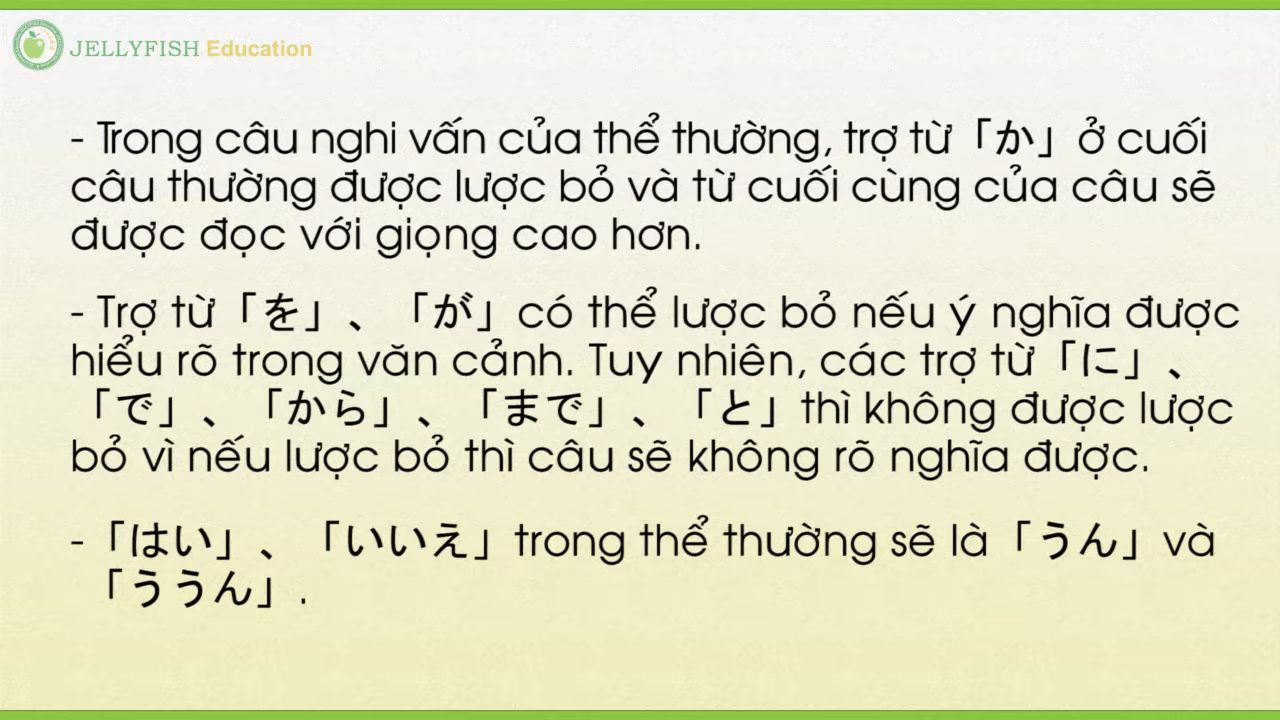 JELLYFISH Education
- Trong câu nghi vấn của thể thường, trợ từ「か」ở cuối
câu thường được lược bỏ và từ cuối cùng của câu sẽ
được đọc với giọng cao hơn.
- Trợ từ「を」、「が」có thể lược bỏ nếu ý nghĩa được
hiểu rõ trong văn cảnh. Tuy nhiên, các trợ từ「に」、
「で」、「から」、「まで」、「と」thì không được lược
bỏ vì nếu lược bỏ thì câu sẽ không rõ nghĩa được.
-「はい」、「いいえ」trong thể thường sẽ là「うん」và
「ううん」.